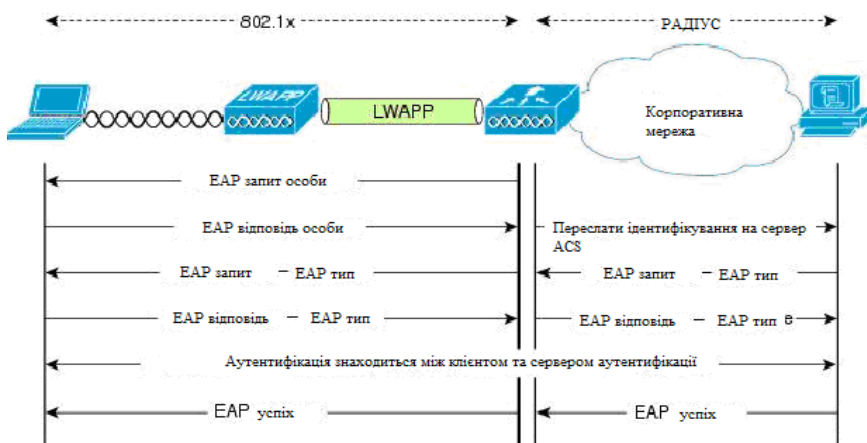 802.1x
РАДІУС
LWAPP
LWAPP
Корпоративна
мережа
EAP запит особи
EAP відповідь особи
Переслати ідентифікування на сервер
ACS
EAP запит – EAP тип
EAP запит – EAP тип
EAP відповідь – EAP тип
EAP відповідь – EAP тип 8
Аутентифікація знаходиться між клієнтом та сервером аутентифікації
EAP успіх
EAP успіх